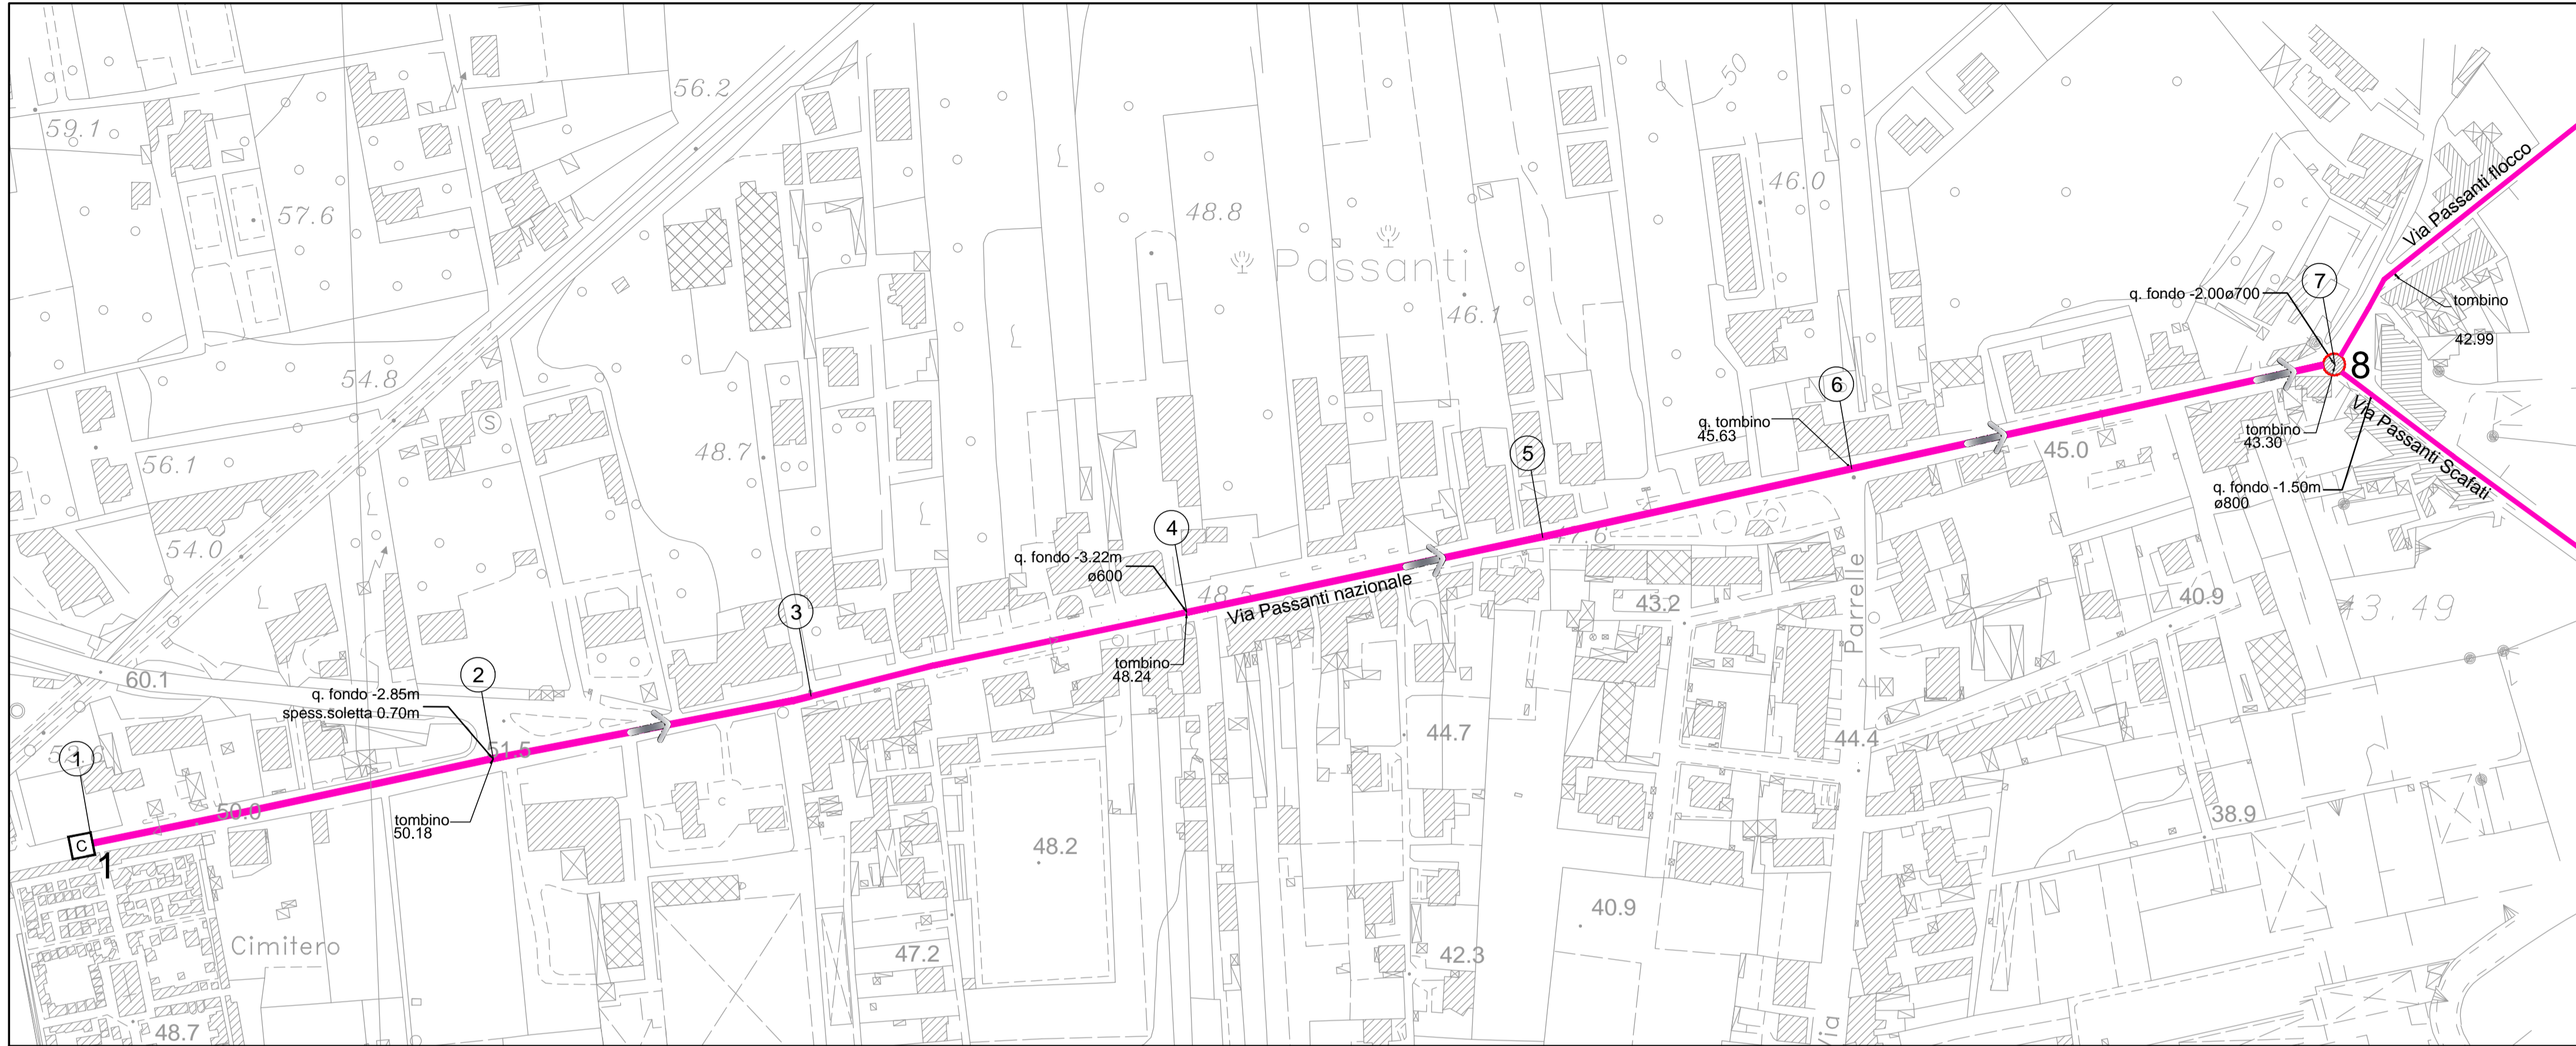 56.2
59.1
57.6
54.8
56.1
54.0
S
48.7
48.8
Passanti
46.1
46.0
50
Via Passanti flocco
7
q. fondo -2.00ø700
tombino
42.99
8
6
q. tombino
45.63
45.0
tombino
43.30
Via Passanti Scafati
q. fondo -1.50m
ø800
5
47.6
4
q. fondo -3.22m
ø600
48.5
Via Passanti nazionale
tombino
48.24
3
43.2
Parrelle
40.9
43.49
60.1
2
q. fondo -2.85m
spess.soletta 0.70m
51.5
1
50.0
tombino
50.18
C
1
44.7
44.4
48.2
38.9
40.9
Cimitero
47.2
42.3
48.7
Via